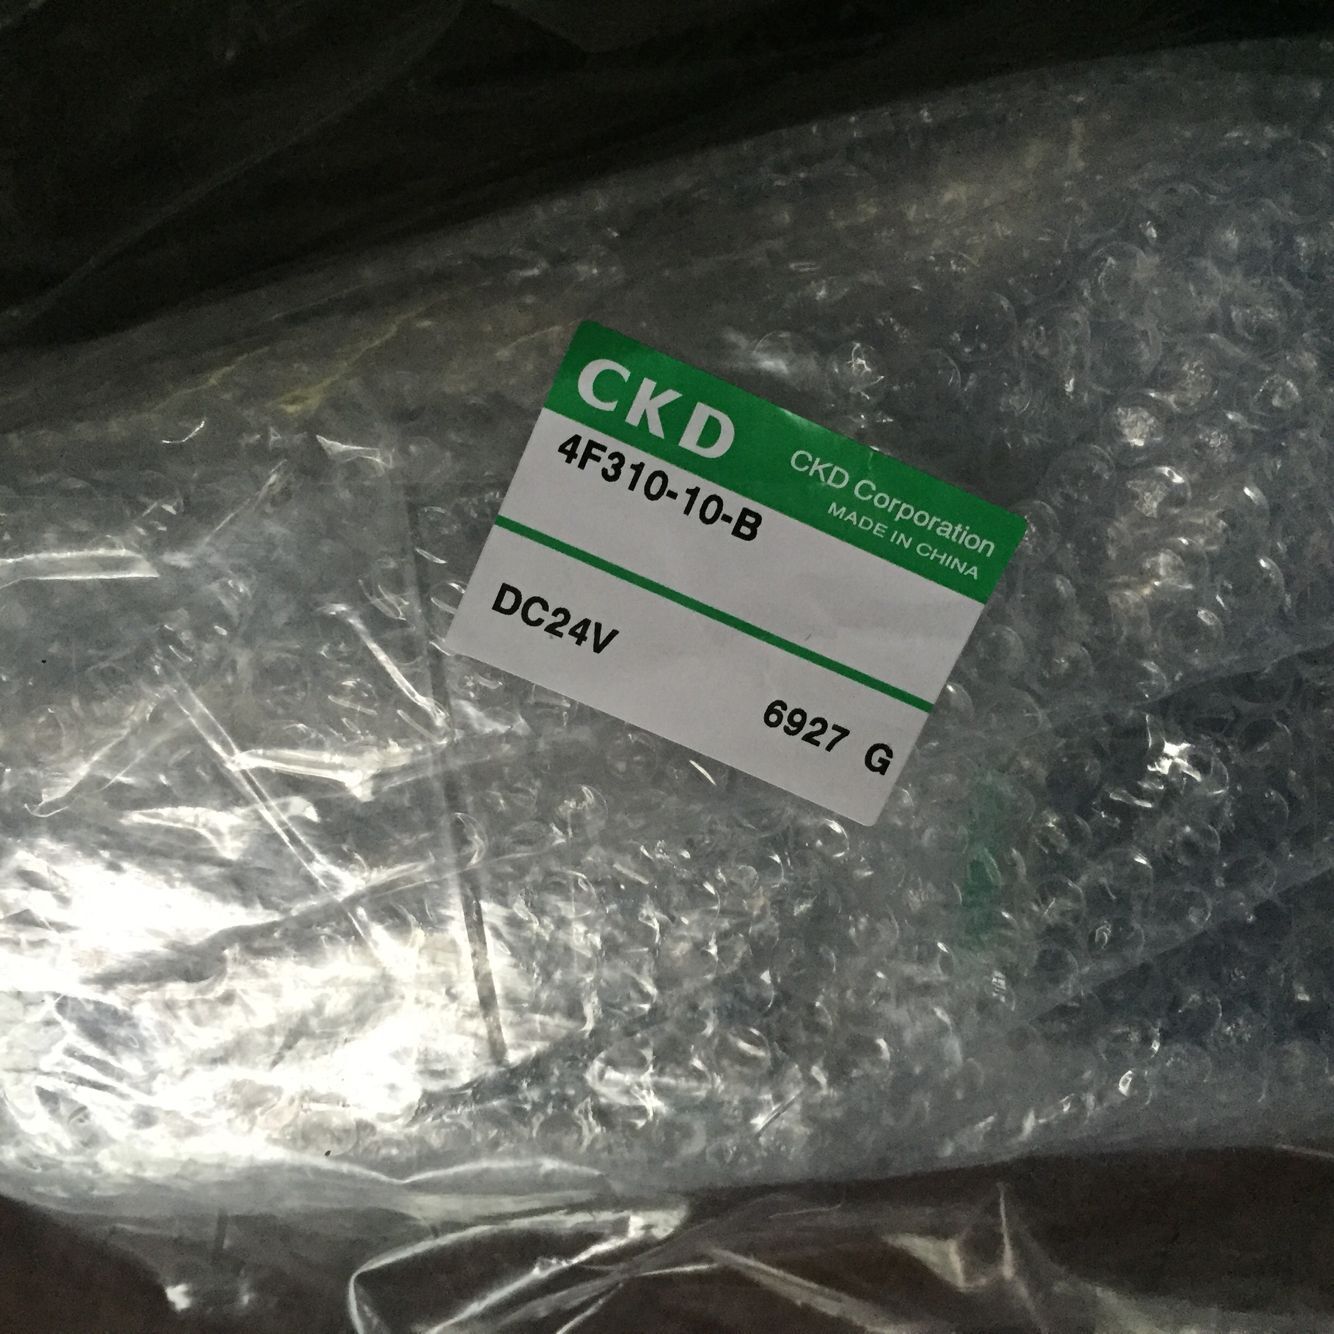 CKD
CKD Corporation
MADE IN CHINA
4F310-10-B
DC24V
6927 G